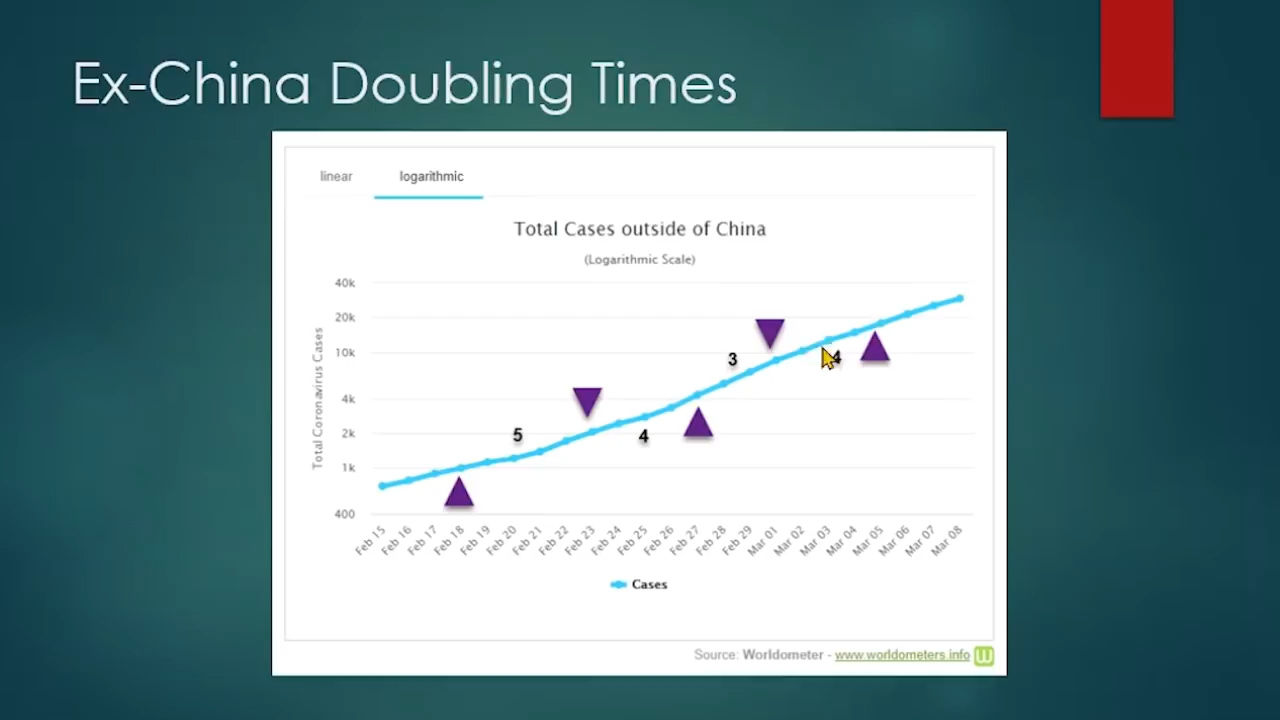 Ex-China Doubling Times
linear logarithmic
Total Cases outside of China
(Logarithmic Scale)
Total Coronavirus Cases
40k
20k
10k
4k
2k
1k
400
5
4
3
4
Feb 15 Feb 16 Feb 17 Feb 18 Feb 19 Feb 20 Feb 21 Feb 22 Feb 23 Feb 24 Feb 25 Feb 26 Feb 27 Feb 28 Feb 29 Mar 01 Mar 02 Mar 03 Mar 04 Mar 05 Mar 06 Mar 07 Mar 08
Cases
Source: Worldometer - www.worldometers.info W